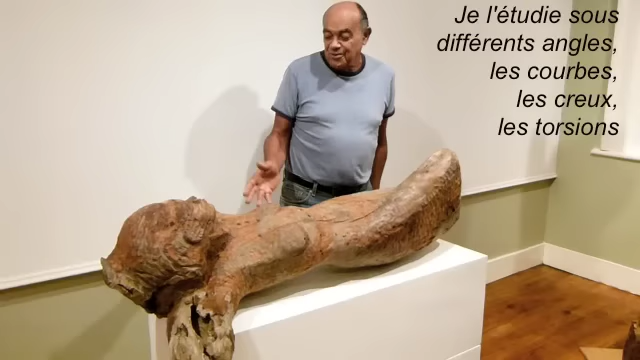 Je l'étudie sous
différents angles,
les courbes,
les creux,
les torsions